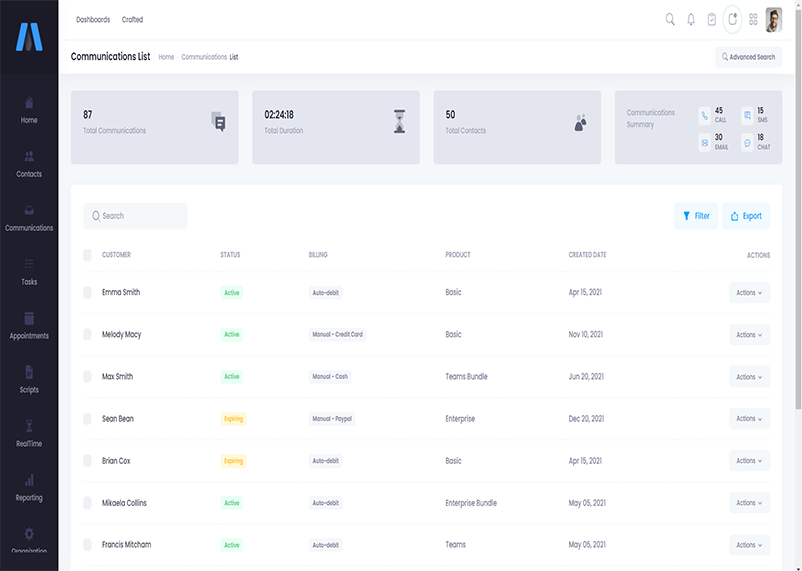 Dashboards Crafted
Communications List Home - Communications List
Advanced Search
Home
Contacts
Communications
Tasks
Appointments
Scripts
RealTime
Reporting
Organization
87
Total Communications
02:24:18
Total Duration
50
Total Contacts
Communications
Summary
45
CALL
15
SMS
30
EMAIL
18
CHAT
Search
Filter Export
CUSTOMER STATUS BILLING PRODUCT CREATED DATE ACTIONS
Emma Smith Active Auto-debit Basic Apr 15, 2021 Actions
Melody Macy Active Manual - Credit Card Basic Nov 10, 2021 Actions
Max Smith Active Manual - Cash Teams Bundle Jun 20, 2021 Actions
Sean Bean Expiring Manual - Paypal Enterprise Dec 20, 2021 Actions
Brian Cox Expiring Auto-debit Basic Apr 15, 2021 Actions
Mikaela Collins Active Auto-debit Enterprise Bundle May 05, 2021 Actions
Francis Mitcham Active Auto-debit Teams May 05, 2021 Actions